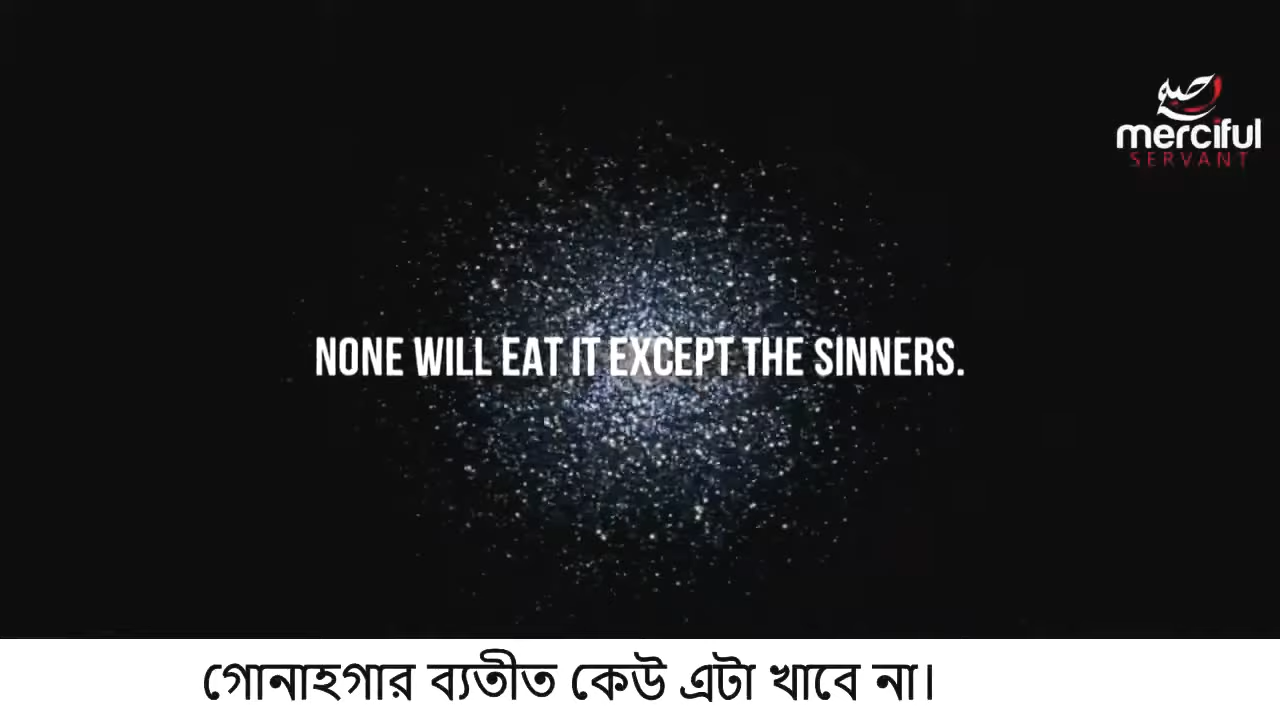 merciful
SERVANT
NONE WILL EAT IT EXCEPT THE SINNERS.
গোনাহগার ব্যতীত কেউ এটা খাবে না।